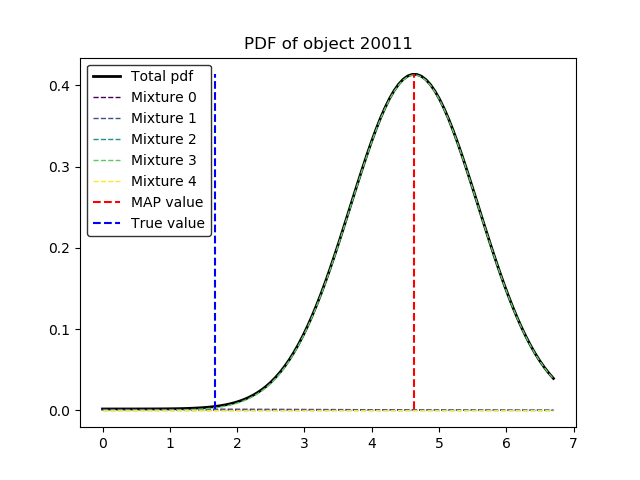 PDF of object 20011
Total pdf
Mixture 0
Mixture 1
Mixture 2
Mixture 3
Mixture 4
MAP value
True value
0.4
0.3
0.2
0.1
0.0
0 1 2 3 4 5 6 7